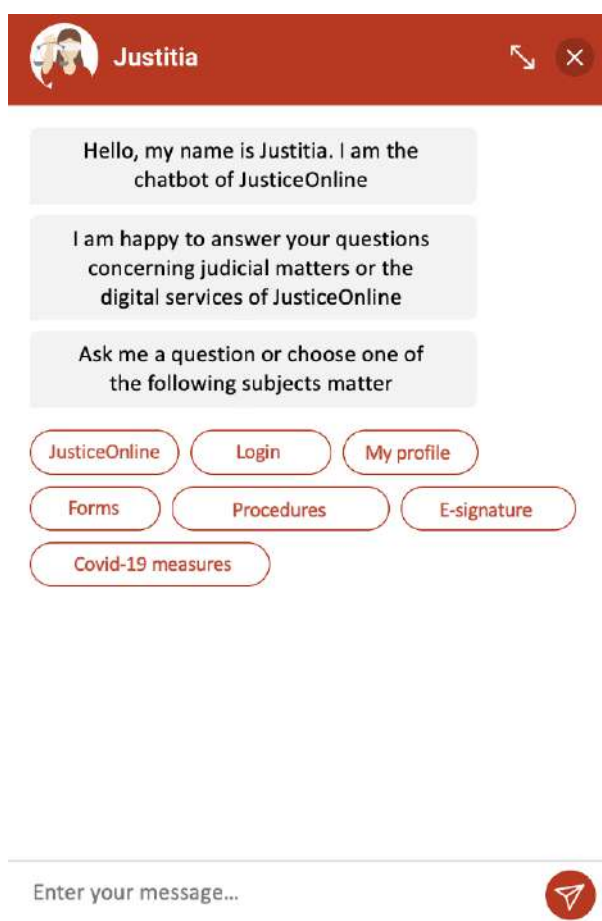 Justitia
Hello, my name is Justitia. I am the
chatbot of JusticeOnline
I am happy to answer your questions
concerning judicial matters or the
digital services of JusticeOnline
Ask me a question or choose one of
the following subjects matter
JusticeOnline Login My profile
Forms Procedures E-signature
Covid-19 measures
Enter your message...